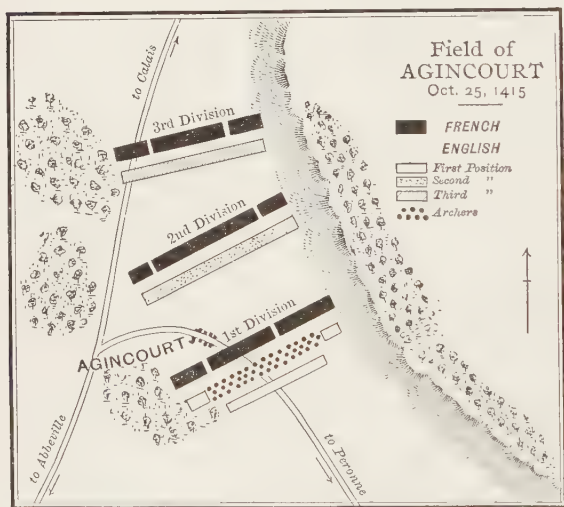 Field of
AGINCOURT
Oct. 25, 1415
FRENCH
ENGLISH
First Position
Second "
Third "
Archers
to Calais
3rd Division
2nd Division
1st Division
AGINCOURT
to Abbeville
to Peronne